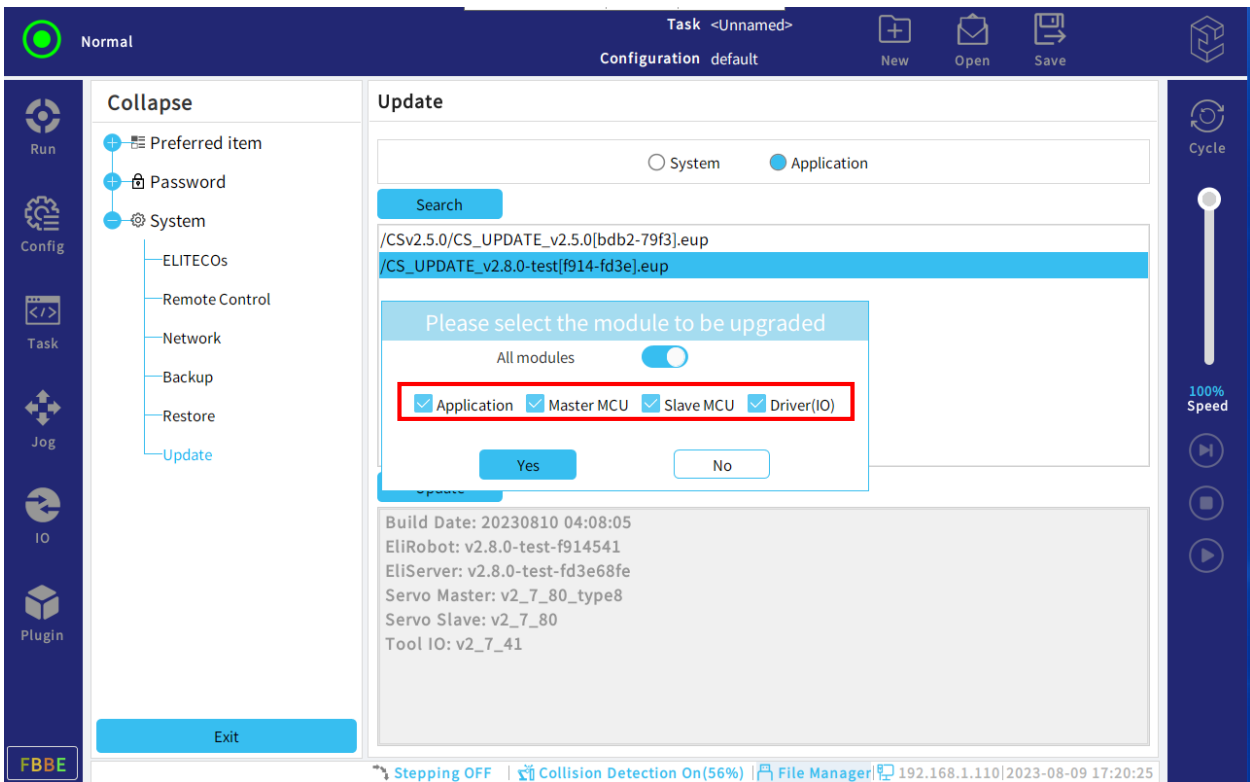 Normal
Task <Unnamed>
Configuration default
New
Open
Save
Run
Config
Task
Jog
IO
Plugin
FBBE
Collapse
Preferred item
Password
System
ELITECOs
Remote Control
Network
Backup
Restore
Update
Exit
Update
System Application
Search
/CSv2.5.0/CS_UPDATE_v2.5.0[bdb2-79f3].eup
/CS_UPDATE_v2.8.0-test[f914-fd3e].eup
Please select the module to be upgraded
All modules
Application Master MCU Slave MCU Driver(IO)
Yes No
Update
Build Date: 20230810 04:08:05
EliRobot: v2.8.0-test-f914541
EliServer: v2.8.0-test-fd3e68fe
Servo Master: v2_7_80_type8
Servo Slave: v2_7_80
Tool IO: v2_7_41
Cycle
100%
Speed
Stepping OFF | Collision Detection On(56%) | File Manager | 192.168.1.110 | 2023-08-09 17:20:25